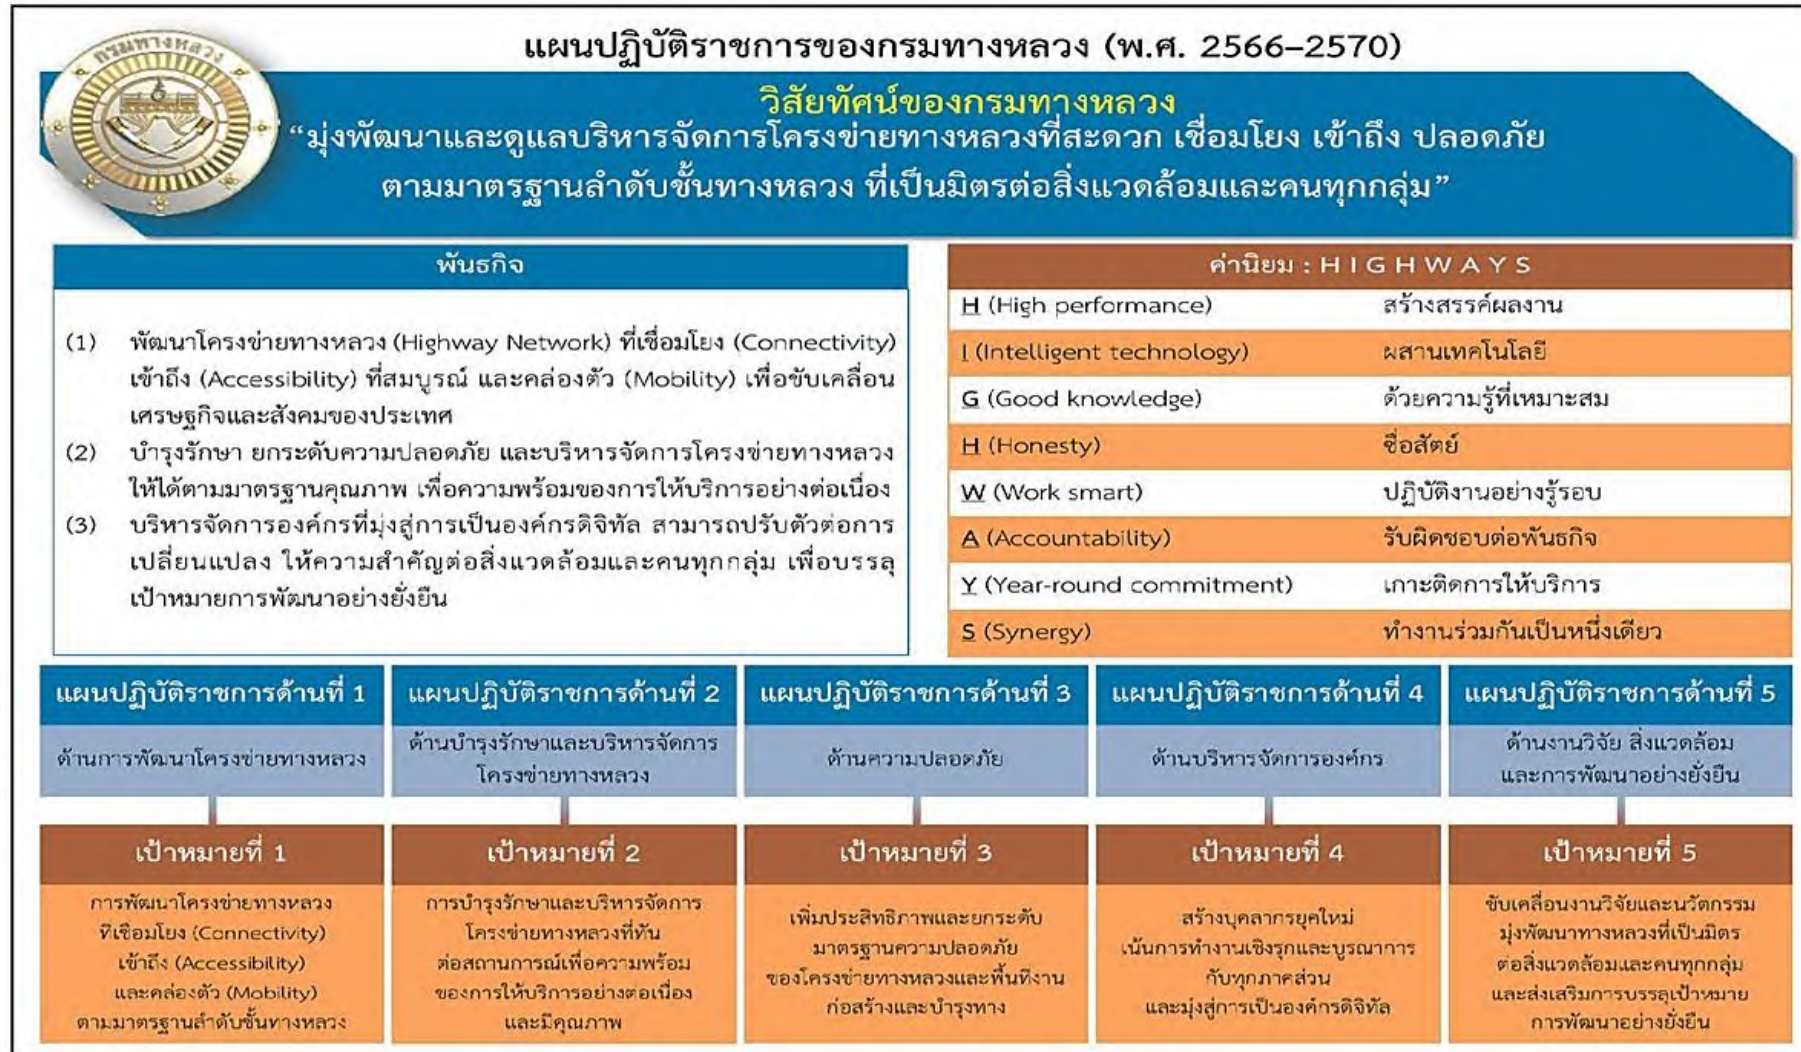 กรมทางหลวง
แผนปฏิบัติราชการของกรมทางหลวง (พ.ศ. 2566–2570)
วิสัยทัศน์ของกรมทางหลวง
“มุ่งพัฒนาและดูแลบริหารจัดการโครงข่ายทางหลวงที่สะดวก เชื่อมโยง เข้าถึง ปลอดภัย
ตามมาตรฐานลำดับชั้นทางหลวง ที่เป็นมิตรต่อสิ่งแวดล้อมและคนทุกกลุ่ม”
พันธกิจ
(1) พัฒนาโครงข่ายทางหลวง (Highway Network) ที่เชื่อมโยง (Connectivity)
เข้าถึง (Accessibility) ที่สมบูรณ์ และคล่องตัว (Mobility) เพื่อขับเคลื่อน
เศรษฐกิจและสังคมของประเทศ
(2) บำรุงรักษา ยกระดับความปลอดภัย และบริหารจัดการโครงข่ายทางหลวง
ให้ได้ตามมาตรฐานคุณภาพ เพื่อความพร้อมของการให้บริการอย่างต่อเนื่อง
(3) บริหารจัดการองค์กรที่มุ่งสู่การเป็นองค์กรดิจิทัล สามารถปรับตัวต่อการ
เปลี่ยนแปลง ให้ความสำคัญต่อสิ่งแวดล้อมและคนทุกกลุ่ม เพื่อบรรลุ
เป้าหมายการพัฒนาอย่างยั่งยืน
ค่านิยม : H I G H W A Y S
H (High performance) สร้างสรรค์ผลงาน
I (Intelligent technology) ผสานเทคโนโลยี
G (Good knowledge) ด้วยความรู้ที่เหมาะสม
H (Honesty) ซื่อสัตย์
W (Work smart) ปฏิบัติงานอย่างรู้รอบ
A (Accountability) รับผิดชอบต่อพันธกิจ
Y (Year-round commitment) เกาะติดการให้บริการ
S (Synergy) ทำงานร่วมกันเป็นหนึ่งเดียว
แผนปฏิบัติราชการด้านที่ 1
ด้านการพัฒนาโครงข่ายทางหลวง
เป้าหมายที่ 1
การพัฒนาโครงข่ายทางหลวง
ที่เชื่อมโยง (Connectivity)
เข้าถึง (Accessibility)
และคล่องตัว (Mobility)
ตามมาตรฐานลำดับชั้นทางหลวง
แผนปฏิบัติราชการด้านที่ 2
ด้านบำรุงรักษาและบริหารจัดการ
โครงข่ายทางหลวง
เป้าหมายที่ 2
การบำรุงรักษาและบริหารจัดการ
โครงข่ายทางหลวงที่ทัน
ต่อสถานการณ์เพื่อความพร้อม
ของการให้บริการอย่างต่อเนื่อง
และมีคุณภาพ
แผนปฏิบัติราชการด้านที่ 3
ด้านความปลอดภัย
เป้าหมายที่ 3
เพิ่มประสิทธิภาพและยกระดับ
มาตรฐานความปลอดภัย
ของโครงข่ายทางหลวงและพื้นที่งาน
ก่อสร้างและบำรุงทาง
แผนปฏิบัติราชการด้านที่ 4
ด้านบริหารจัดการองค์กร
เป้าหมายที่ 4
สร้างบุคลากรยุคใหม่
เน้นการทำงานเชิงรุกและบูรณาการ
กับทุกภาคส่วน
และมุ่งสู่การเป็นองค์กรดิจิทัล
แผนปฏิบัติราชการด้านที่ 5
ด้านงานวิจัย สิ่งแวดล้อม
และการพัฒนาอย่างยั่งยืน
เป้าหมายที่ 5
ขับเคลื่อนงานวิจัยและนวัตกรรม
มุ่งพัฒนาทางหลวงที่เป็นมิตร
ต่อสิ่งแวดล้อมและคนทุกกลุ่ม
และส่งเสริมการบรรลุเป้าหมาย
การพัฒนาอย่างยั่งยืน